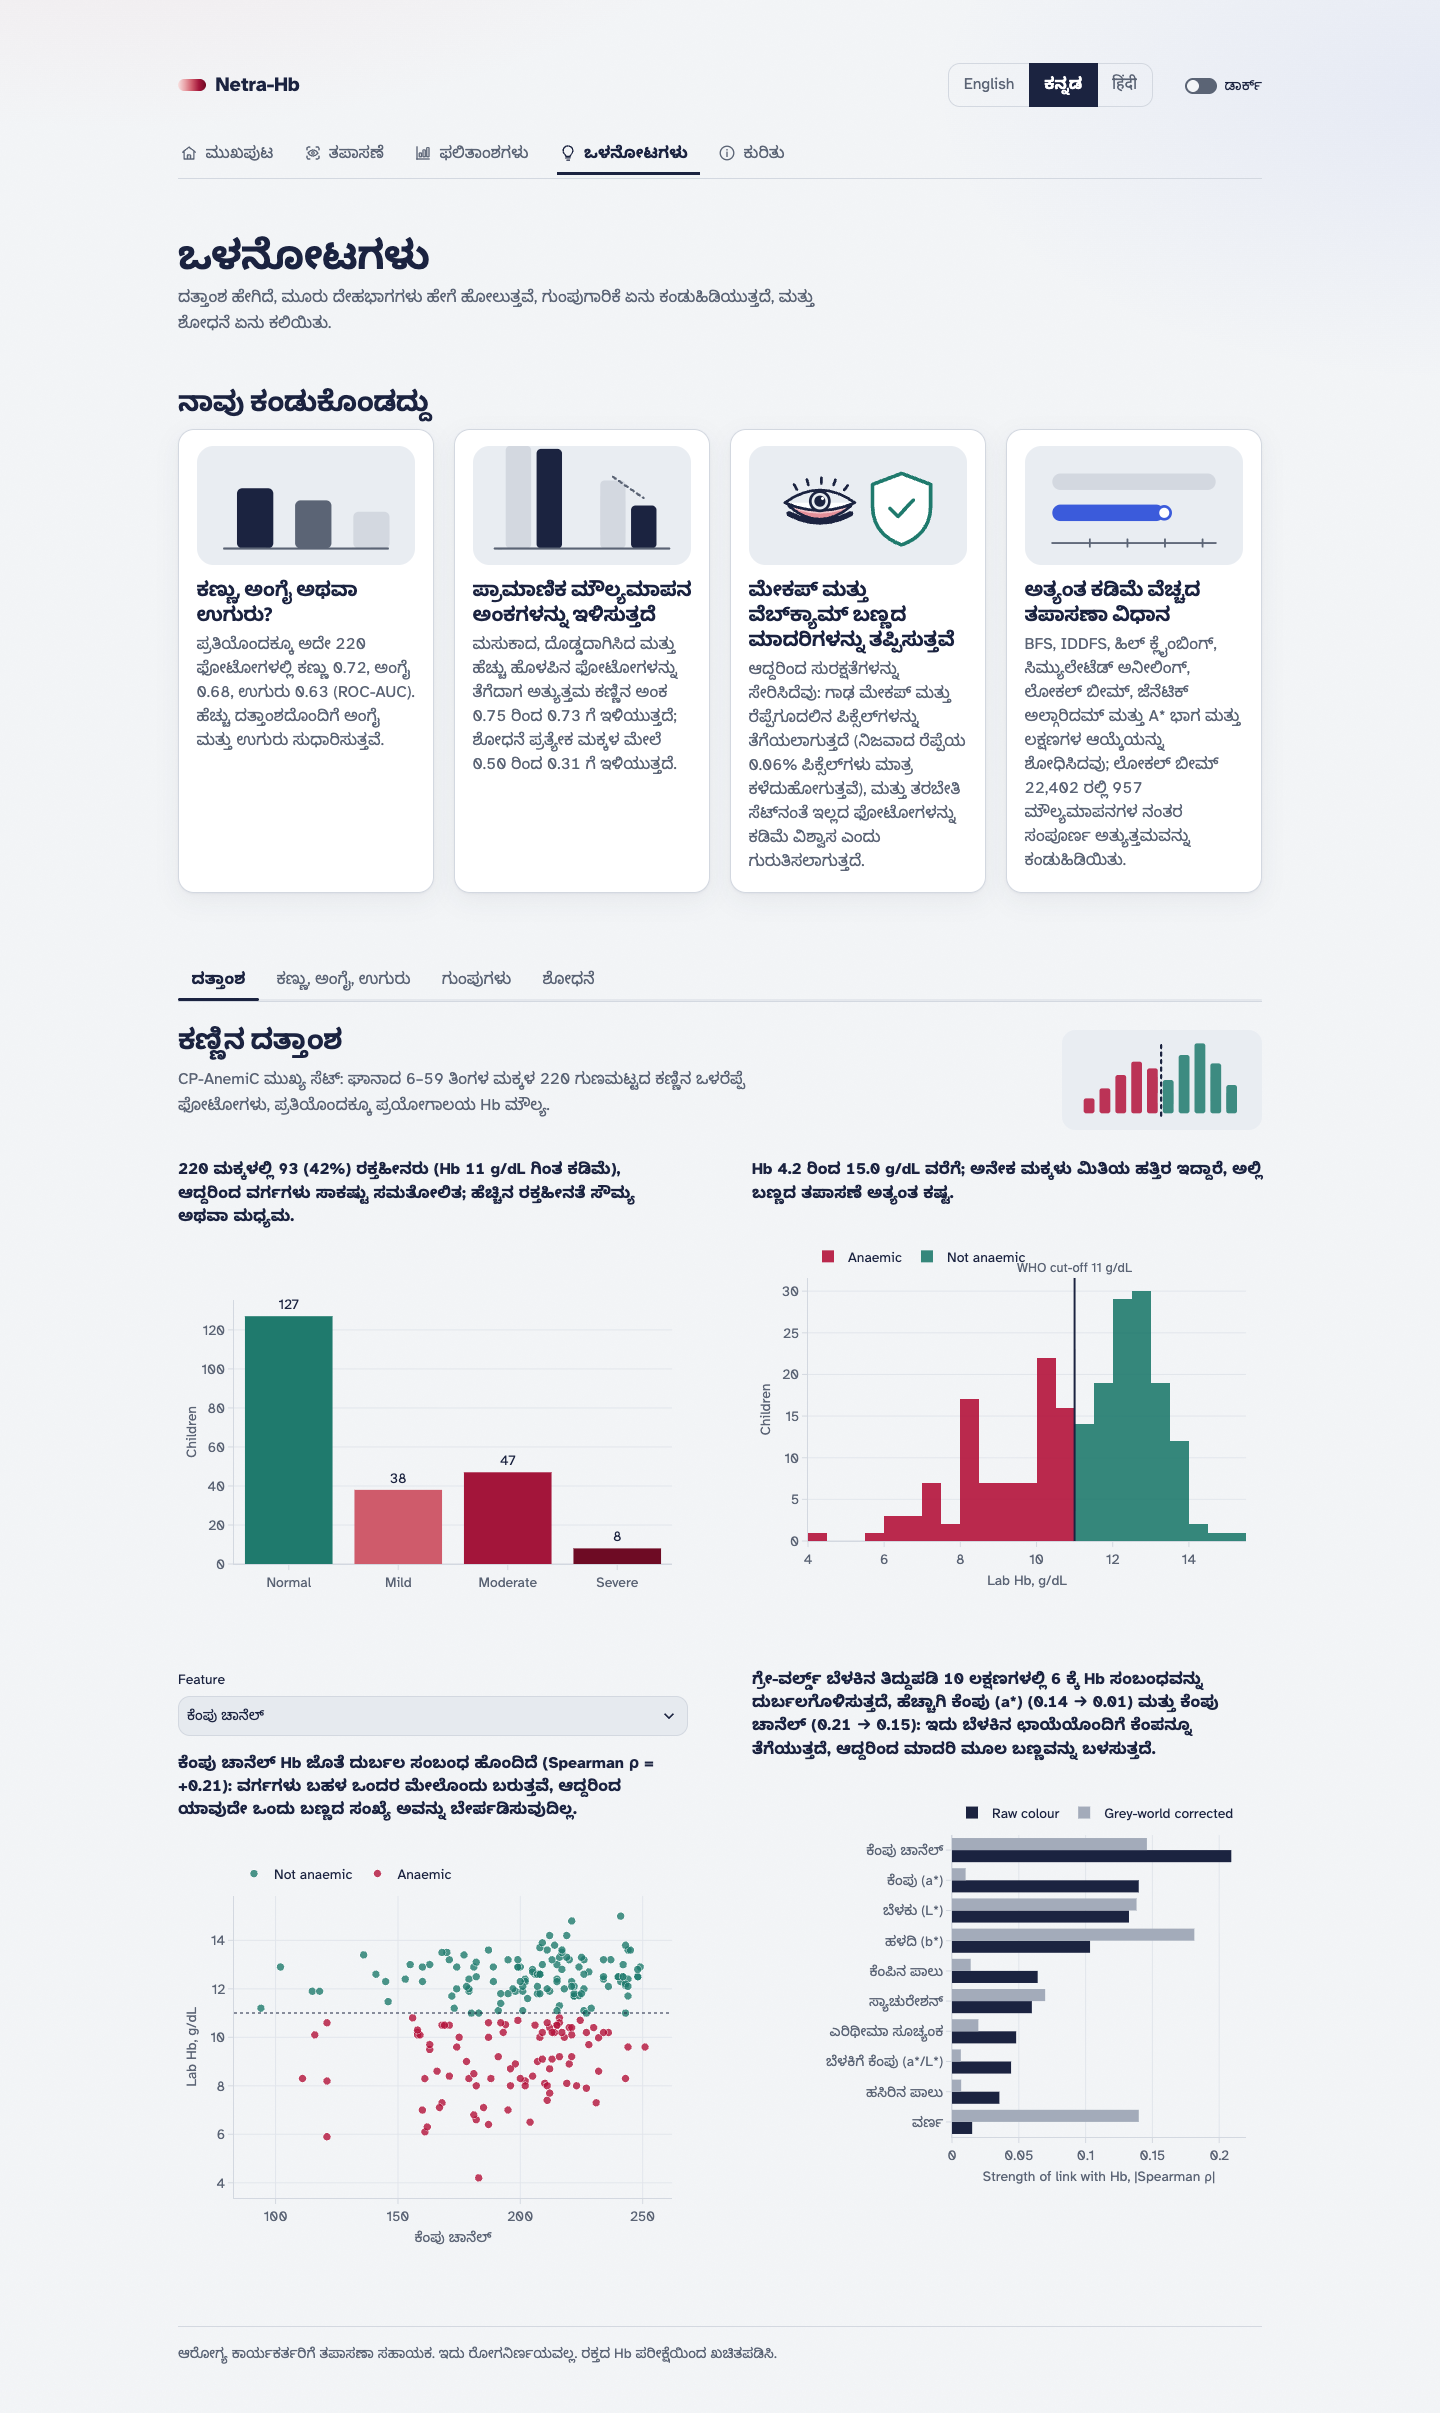 Netra-Hb
English ಕನ್ನಡ हिंदी ಡಾರ್ಕ್
ಮುಖಪುಟ ತಪಾಸಣೆ ಫಲಿತಾಂಶಗಳು ಒಳನೋಟಗಳು ಕುರಿತು
ಒಳನೋಟಗಳು
ದತ್ತಾಂಶ ಹೇಗಿದೆ, ಮೂರು ದೇಹಭಾಗಗಳು ಹೇಗೆ ಹೋಲುತ್ತವೆ, ಗುಂಪುಗಾರಿಕೆ ಏನು ಕಂಡುಹಿಡಿಯುತ್ತದೆ, ಮತ್ತು
ಶೋಧನೆ ಏನು ಕಲಿಯಿತು.
ನಾವು ಕಂಡುಕೊಂಡದ್ದು
ಕಣ್ಣು, ಅಂಗೈ ಅಥವಾ
ಉಗುರು?
ಪ್ರತಿಯೊಂದಕ್ಕೂ ಅದೇ 220
ಫೋಟೋಗಳಲ್ಲಿ ಕಣ್ಣು 0.72, ಅಂಗೈ
0.68, ಉಗುರು 0.63 (ROC-AUC).
ಹೆಚ್ಚು ದತ್ತಾಂಶದೊಂದಿಗೆ ಅಂಗೈ
ಮತ್ತು ಉಗುರು ಸುಧಾರಿಸುತ್ತವೆ.
ಪ್ರಾಮಾಣಿಕ ಮೌಲ್ಯಮಾಪನ
ಅಂಕಗಳನ್ನು ಇಳಿಸುತ್ತದೆ
ಮಸುಕಾದ, ದೊಡ್ಡದಾಗಿಸಿದ ಮತ್ತು
ಹೆಚ್ಚು ಹೊಳಪಿನ ಫೋಟೋಗಳನ್ನು
ತೆಗೆದಾಗ ಅತ್ಯುತ್ತಮ ಕಣ್ಣಿನ ಅಂಕ
0.75 ರಿಂದ 0.73 ಗೆ ಇಳಿಯುತ್ತದೆ;
ಶೋಧನೆ ಪ್ರತ್ಯೇಕ ಮಕ್ಕಳ ಮೇಲೆ
0.50 ರಿಂದ 0.31 ಗೆ ಇಳಿಯುತ್ತದೆ.
ಮೇಕಪ್ ಮತ್ತು
ವೆಬ್‌ಕ್ಯಾಮ್ ಬಣ್ಣದ
ಮಾದರಿಗಳನ್ನು ತಪ್ಪಿಸುತ್ತವೆ
ಆದ್ದರಿಂದ ಸುರಕ್ಷತೆಗಳನ್ನು
ಸೇರಿಸಿದೆವು: ಗಾಢ ಮೇಕಪ್ ಮತ್ತು
ರೆಪ್ಪೆಗೂದಲಿನ ಪಿಕ್ಸೆಲ್‌ಗಳನ್ನು
ತೆಗೆಯಲಾಗುತ್ತದೆ (ನಿಜವಾದ ರೆಪ್ಪೆಯ
0.06% ಪಿಕ್ಸೆಲ್‌ಗಳು ಮಾತ್ರ
ಕಳೆದುಹೋಗುತ್ತವೆ), ಮತ್ತು ತರಬೇತಿ
ಸೆಟ್‌ನಂತೆ ಇಲ್ಲದ ಫೋಟೋಗಳನ್ನು
ಕಡಿಮೆ ವಿಶ್ವಾಸ ಎಂದು
ಗುರುತಿಸಲಾಗುತ್ತದೆ.
ಅತ್ಯಂತ ಕಡಿಮೆ ವೆಚ್ಚದ
ತಪಾಸಣಾ ವಿಧಾನ
BFS, IDDFS, ಹಿಲ್ ಕ್ಲೈಂಬಿಂಗ್,
ಸಿಮ್ಯುಲೇಟೆಡ್ ಅನೀಲಿಂಗ್,
ಲೋಕಲ್ ಬೀಮ್, ಜೆನೆಟಿಕ್
ಅಲ್ಗಾರಿದಮ್ ಮತ್ತು A* ಭಾಗ ಮತ್ತು
ಲಕ್ಷಣಗಳ ಆಯ್ಕೆಯನ್ನು
ಶೋಧಿಸಿದವು; ಲೋಕಲ್ ಬೀಮ್
22,402 ರಲ್ಲಿ 957
ಮೌಲ್ಯಮಾಪನಗಳ ನಂತರ
ಸಂಪೂರ್ಣ ಅತ್ಯುತ್ತಮವನ್ನು
ಕಂಡುಹಿಡಿಯಿತು.
ದತ್ತಾಂಶ ಕಣ್ಣು, ಅಂಗೈ, ಉಗುರು ಗುಂಪುಗಳು ಶೋಧನೆ
ಕಣ್ಣಿನ ದತ್ತಾಂಶ
CP-AnemiC ಮುಖ್ಯ ಸೆಟ್: ಘಾನಾದ 6–59 ತಿಂಗಳ ಮಕ್ಕಳ 220 ಗುಣಮಟ್ಟದ ಕಣ್ಣಿನ ಒಳರೆಪ್ಪೆ
ಫೋಟೋಗಳು, ಪ್ರತಿಯೊಂದಕ್ಕೂ ಪ್ರಯೋಗಾಲಯ Hb ಮೌಲ್ಯ.
220 ಮಕ್ಕಳಲ್ಲಿ 93 (42%) ರಕ್ತಹೀನರು (Hb 11 g/dL ಗಿಂತ ಕಡಿಮೆ),
ಆದ್ದರಿಂದ ವರ್ಗಗಳು ಸಾಕಷ್ಟು ಸಮತೋಲಿತ; ಹೆಚ್ಚಿನ ರಕ್ತಹೀನತೆ ಸೌಮ್ಯ
ಅಥವಾ ಮಧ್ಯಮ.
127
120
100
80
60
40
20
0
Children
38
47
8
Normal Mild Moderate Severe
Hb 4.2 ರಿಂದ 15.0 g/dL ವರೆಗೆ; ಅನೇಕ ಮಕ್ಕಳು ಮಿತಿಯ ಹತ್ತಿರ ಇದ್ದಾರೆ, ಅಲ್ಲಿ
ಬಣ್ಣದ ತಪಾಸಣೆ ಅತ್ಯಂತ ಕಷ್ಟ.
Anaemic Not anaemic
WHO cut-off 11 g/dL
30
25
20
15
10
5
0
Children
4 6 8 10 12 14
Lab Hb, g/dL
Feature
ಕೆಂಪು ಚಾನೆಲ್
ಕೆಂಪು ಚಾನೆಲ್ Hb ಜೊತೆ ದುರ್ಬಲ ಸಂಬಂಧ ಹೊಂದಿದೆ (Spearman ρ =
+0.21): ವರ್ಗಗಳು ಬಹಳ ಒಂದರ ಮೇಲೊಂದು ಬರುತ್ತವೆ, ಆದ್ದರಿಂದ
ಯಾವುದೇ ಒಂದು ಬಣ್ಣದ ಸಂಖ್ಯೆ ಅವನ್ನು ಬೇರ್ಪಡಿಸುವುದಿಲ್ಲ.
Not anaemic Anaemic
14
12
10
8
6
4
Lab Hb, g/dL
100 150 200 250
ಕೆಂಪು ಚಾನೆಲ್
ಗ್ರೇ-ವರ್ಲ್ಡ್ ಬೆಳಕಿನ ತಿದ್ದುಪಡಿ 10 ಲಕ್ಷಣಗಳಲ್ಲಿ 6 ಕ್ಕೆ Hb ಸಂಬಂಧವನ್ನು
ದುರ್ಬಲಗೊಳಿಸುತ್ತದೆ, ಹೆಚ್ಚಾಗಿ ಕೆಂಪು (a*) (0.14 → 0.01) ಮತ್ತು ಕೆಂಪು
ಚಾನೆಲ್ (0.21 → 0.15): ಇದು ಬೆಳಕಿನ ಛಾಯೆಯೊಂದಿಗೆ ಕೆಂಪನ್ನೂ
ತೆಗೆಯುತ್ತದೆ, ಆದ್ದರಿಂದ ಮಾದರಿ ಮೂಲ ಬಣ್ಣವನ್ನು ಬಳಸುತ್ತದೆ.
Raw colour Grey-world corrected
ಕೆಂಪು ಚಾನೆಲ್
ಕೆಂಪು (a*)
ಬೆಳಕು (L*)
ಹಳದಿ (b*)
ಕೆಂಪಿನ ಪಾಲು
ಸ್ಯಾಚುರೇಶನ್
ಎರಿಥೀಮಾ ಸೂಚ್ಯಂಕ
ಬೆಳಕಿಗೆ ಕೆಂಪು (a*/L*)
ಹಸಿರಿನ ಪಾಲು
ವರ್ಣ
0 0.05 0.1 0.15 0.2
Strength of link with Hb, |Spearman ρ|
ಆರೋಗ್ಯ ಕಾರ್ಯಕರ್ತರಿಗೆ ತಪಾಸಣಾ ಸಹಾಯಕ. ಇದು ರೋಗನಿರ್ಣಯವಲ್ಲ. ರಕ್ತದ Hb ಪರೀಕ್ಷೆಯಿಂದ ಖಚಿತಪಡಿಸಿ.